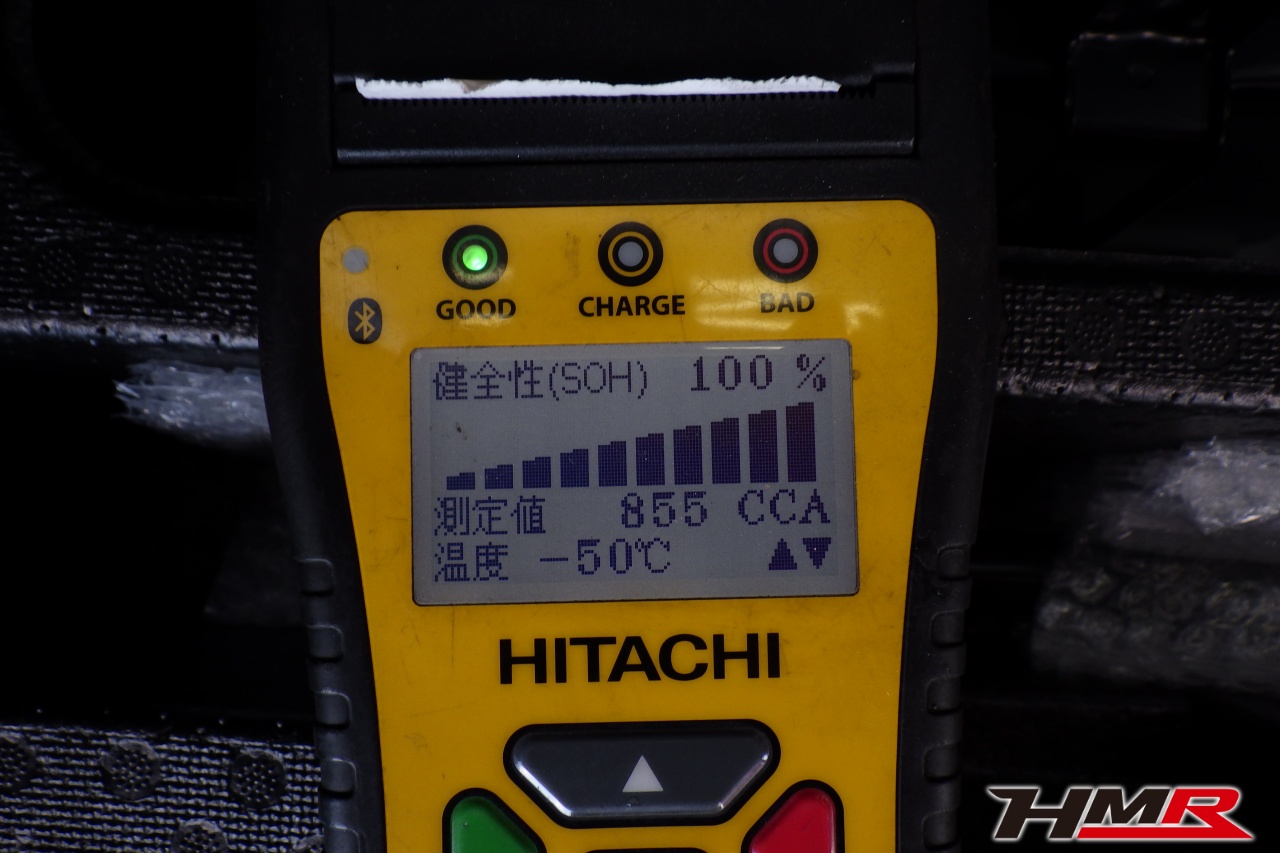 GOOD CHARGE BAD
健全性(SOH) 100 %
測定値 855 CCA
温度 -50℃ ▲▼
HITACHI
HMR